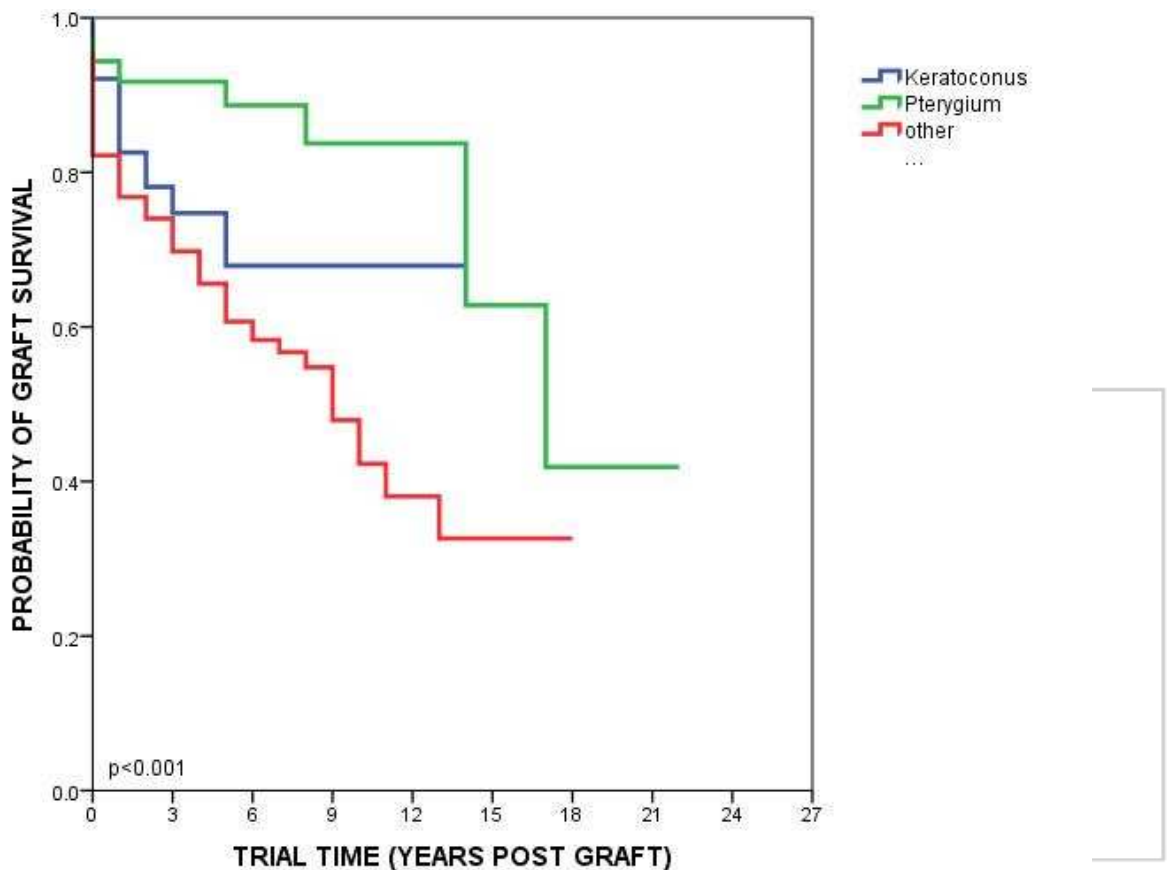 PROBABILITY OF GRAFT SURVIVAL
1.0
0.8
0.6
0.4
0.2
0.0
p<0.001
0 3 6 9 12 15 18 21 24 27
TRIAL TIME (YEARS POST GRAFT)
Keratoconus
Pterygium
other
...